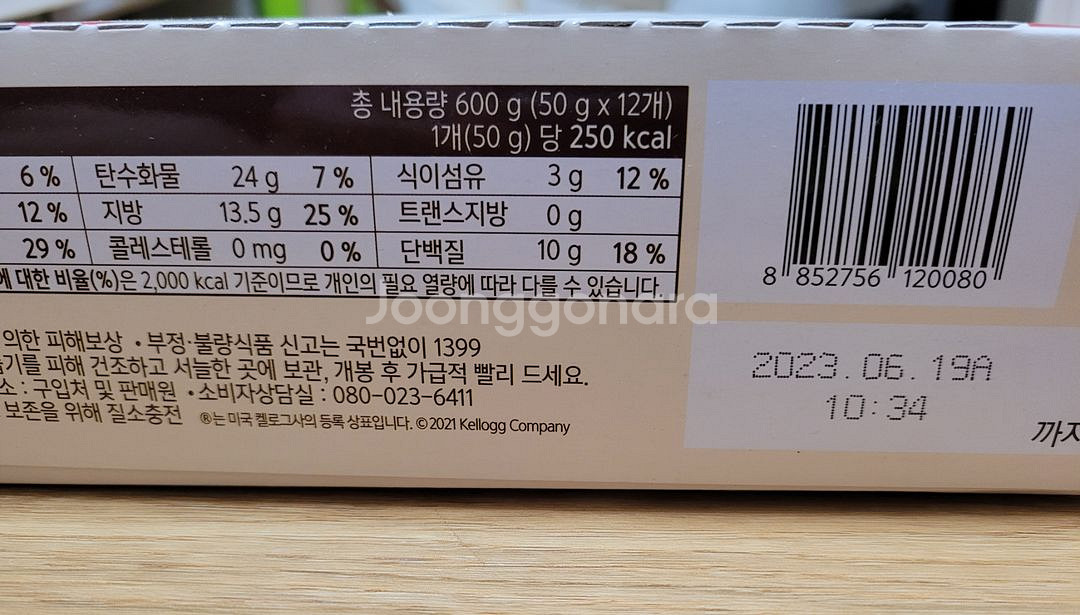 총 내용량 600 g (50 g x 12개)
1개(50 g) 당 250 kcal
6 % 탄수화물 24 g 7 % 식이섬유 3 g 12 %
12 % 지방 13.5 g 25 % 트랜스지방 0 g
29 % 콜레스테롤 0 mg 0 % 단백질 10 g 18 %
에 대한 비율(%)은 2,000 kcal 기준이므로 개인의 필요 열량에 따라 다를 수 있습니다.
8 852756 120080
Joonggonara
의한 피해보상 • 부정·불량식품 신고는 국번없이 1399
습기를 피해 건조하고 서늘한 곳에 보관, 개봉 후 가급적 빨리 드세요.
소 : 구입처 및 판매원 • 소비자상담실 : 080-023-6411
보존을 위해 질소충전 ®는 미국 켈로그사의 등록 상표입니다. © 2021 Kellogg Company
2023.06.19A
10:34
까지